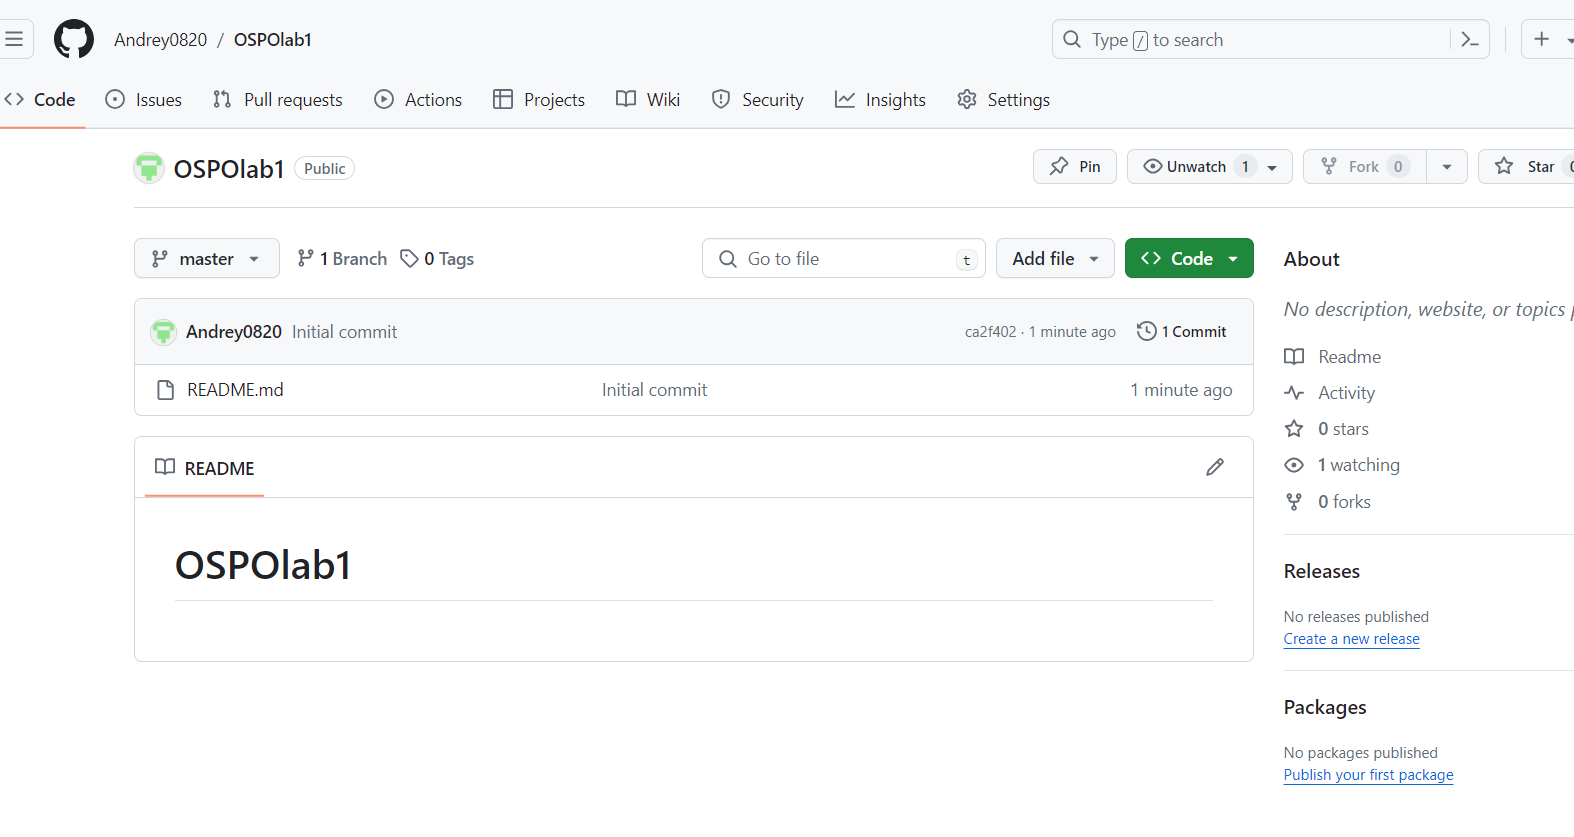 Andrey0820 / OSPOlab1
Type / to search
Code Issues Pull requests Actions Projects Wiki Security Insights Settings
OSPOlab1 Public
Pin Unwatch 1 Fork 0 Star 0
master 1 Branch 0 Tags Go to file t Add file Code
Andrey0820 Initial commit ca2f402 · 1 minute ago 1 Commit
README.md Initial commit 1 minute ago
README
OSPOlab1
About
No description, website, or topics
Readme
Activity
0 stars
1 watching
0 forks
Releases
No releases published
Create a new release
Packages
No packages published
Publish your first package